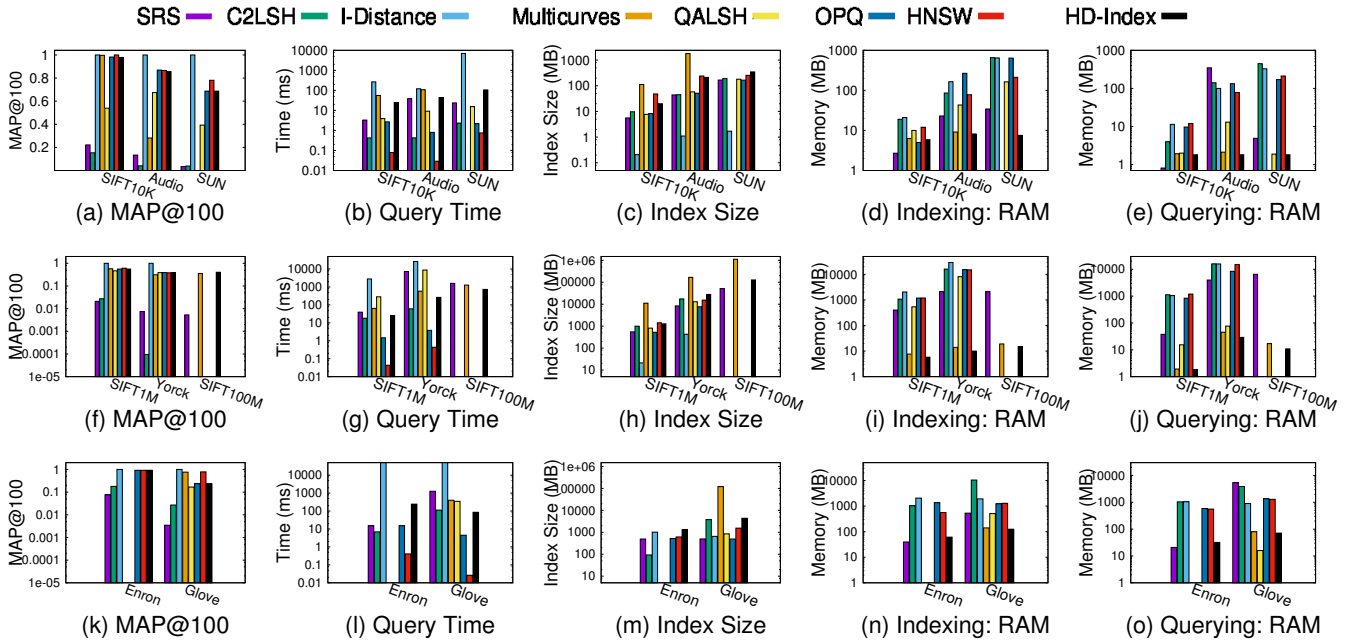 SRS C2LSH I-Distance Multicurves QALSH OPQ HNSW HD-Index
MAP@100
1
0.8
0.6
0.4
0.2
SIFT10K Audio SUN
(a) MAP@100
Time (ms)
10000
1000
100
10
1
0.1
0.01
SIFT10K Audio SUN
(b) Query Time
Index Size (MB)
1000
100
10
1
0.1
SIFT10K Audio SUN
(c) Index Size
Memory (MB)
1000
100
10
1
SIFT10K Audio SUN
(d) Indexing: RAM
Memory (MB)
1000
100
10
1
SIFT10K Audio SUN
(e) Querying: RAM
MAP@100
1
0.1
0.01
0.001
0.0001
1e-05
SIFT1M Yorck SIFT100M
(f) MAP@100
Time (ms)
10000
1000
100
10
1
0.1
0.01
SIFT1M Yorck SIFT100M
(g) Query Time
Index Size (MB)
1e+06
100000
10000
1000
100
10
SIFT1M Yorck SIFT100M
(h) Index Size
Memory (MB)
10000
1000
100
10
1
SIFT1M Yorck SIFT100M
(i) Indexing: RAM
Memory (MB)
10000
1000
100
10
1
SIFT1M Yorck SIFT100M
(j) Querying: RAM
MAP@100
1
0.1
0.01
0.001
0.0001
1e-05
Enron Glove
(k) MAP@100
Time (ms)
10000
1000
100
10
1
0.1
0.01
Enron Glove
(l) Query Time
Index Size (MB)
1e+06
100000
10000
1000
100
10
Enron Glove
(m) Index Size
Memory (MB)
10000
1000
100
10
1
Enron Glove
(n) Indexing: RAM
Memory (MB)
10000
1000
100
10
1
Enron Glove
(o) Querying: RAM